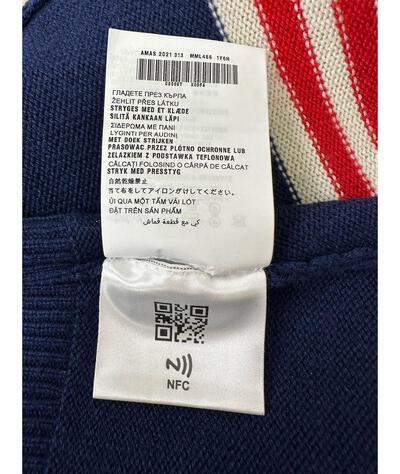 AMAS 2021 313 MML466 1Y6H
ГЛАДЕТЕ ПРЕЗ КЪРПА
ŽEHLIT PŘES LÁTKU
STRYGES MED ET KLÆDE
SILITÄ KANKAAN LÄPI
ΣΙΔΕΡΩΜΑ ΜΕ ΠΑΝΙ
LYGINTI PER AUDINĮ
MET DOEK STRIJKEN
PRASOWAĆ PRZEZ PŁÓTNO OCHRONNE LUB
ŻELAZKIEM Z PODSTAWKĄ TEFLONOWĄ
CĂLCAȚI FOLOSIND O CÂRPĂ DE CĂLCAT
STRYK MED PRESSTYG
自然乾燥禁止
当て布をしてアイロンがけしてください。
ỦI QUA MỘT TẤM VẢI LÓT
ĐẶT TRÊN SẢN PHẨM
كي مع قطعة قماش
NFC